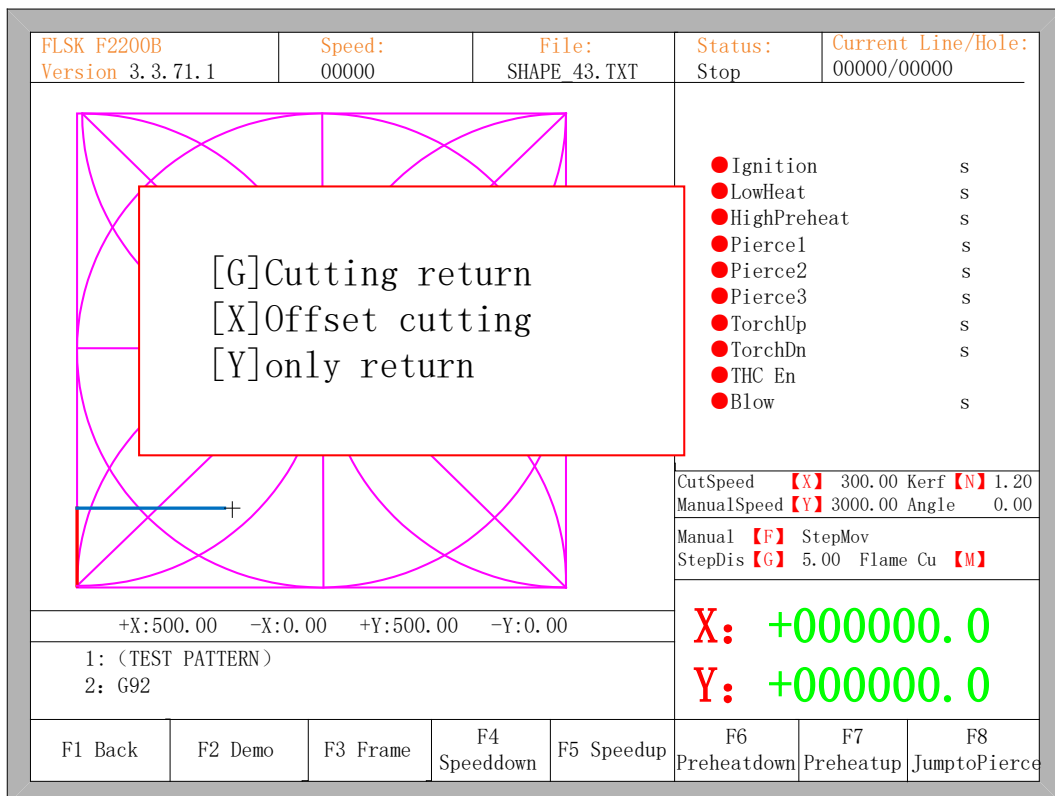 FLSK F2200B
Version 3.3.71.1
Speed:
00000
File:
SHAPE_43.TXT
Status:
Stop
Current Line/Hole:
00000/00000
[G]Cutting return
[X]Offset cutting
[Y]only return
Ignition s
LowHeat s
HighPreheat s
Pierce1 s
Pierce2 s
Pierce3 s
TorchUp s
TorchDn s
THC En
Blow s
CutSpeed 【X】 300.00 Kerf【N】1.20
ManualSpeed【Y】3000.00 Angle 0.00
Manual 【F】 StepMov
StepDis【G】 5.00 Flame Cu 【M】
+X:500.00 -X:0.00 +Y:500.00 -Y:0.00
1: (TEST PATTERN)
2: G92
X: +000000.0
Y: +000000.0
F1 Back
F2 Demo
F3 Frame
F4
Speeddown
F5 Speedup
F6
Preheatdown
F7
Preheatup
F8
JumptoPierce